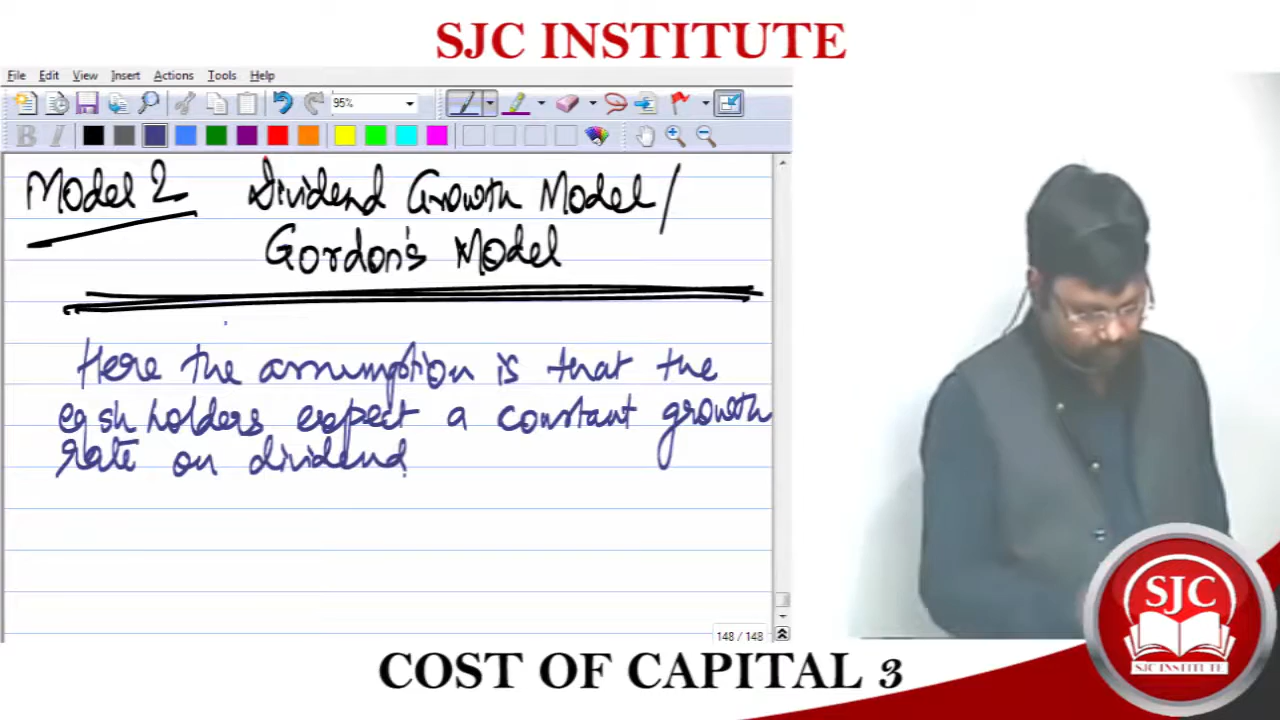 SJC INSTITUTE
File Edit View Insert Actions Tools Help
95%
B I
Model 2 Dividend Growth Model/
Gordon's Model
Here the assumption is that the
eqsh holders expect a constant growth
rate on dividend
148 / 148
SJC
SJC INSTITUTE
COST OF CAPITAL 3